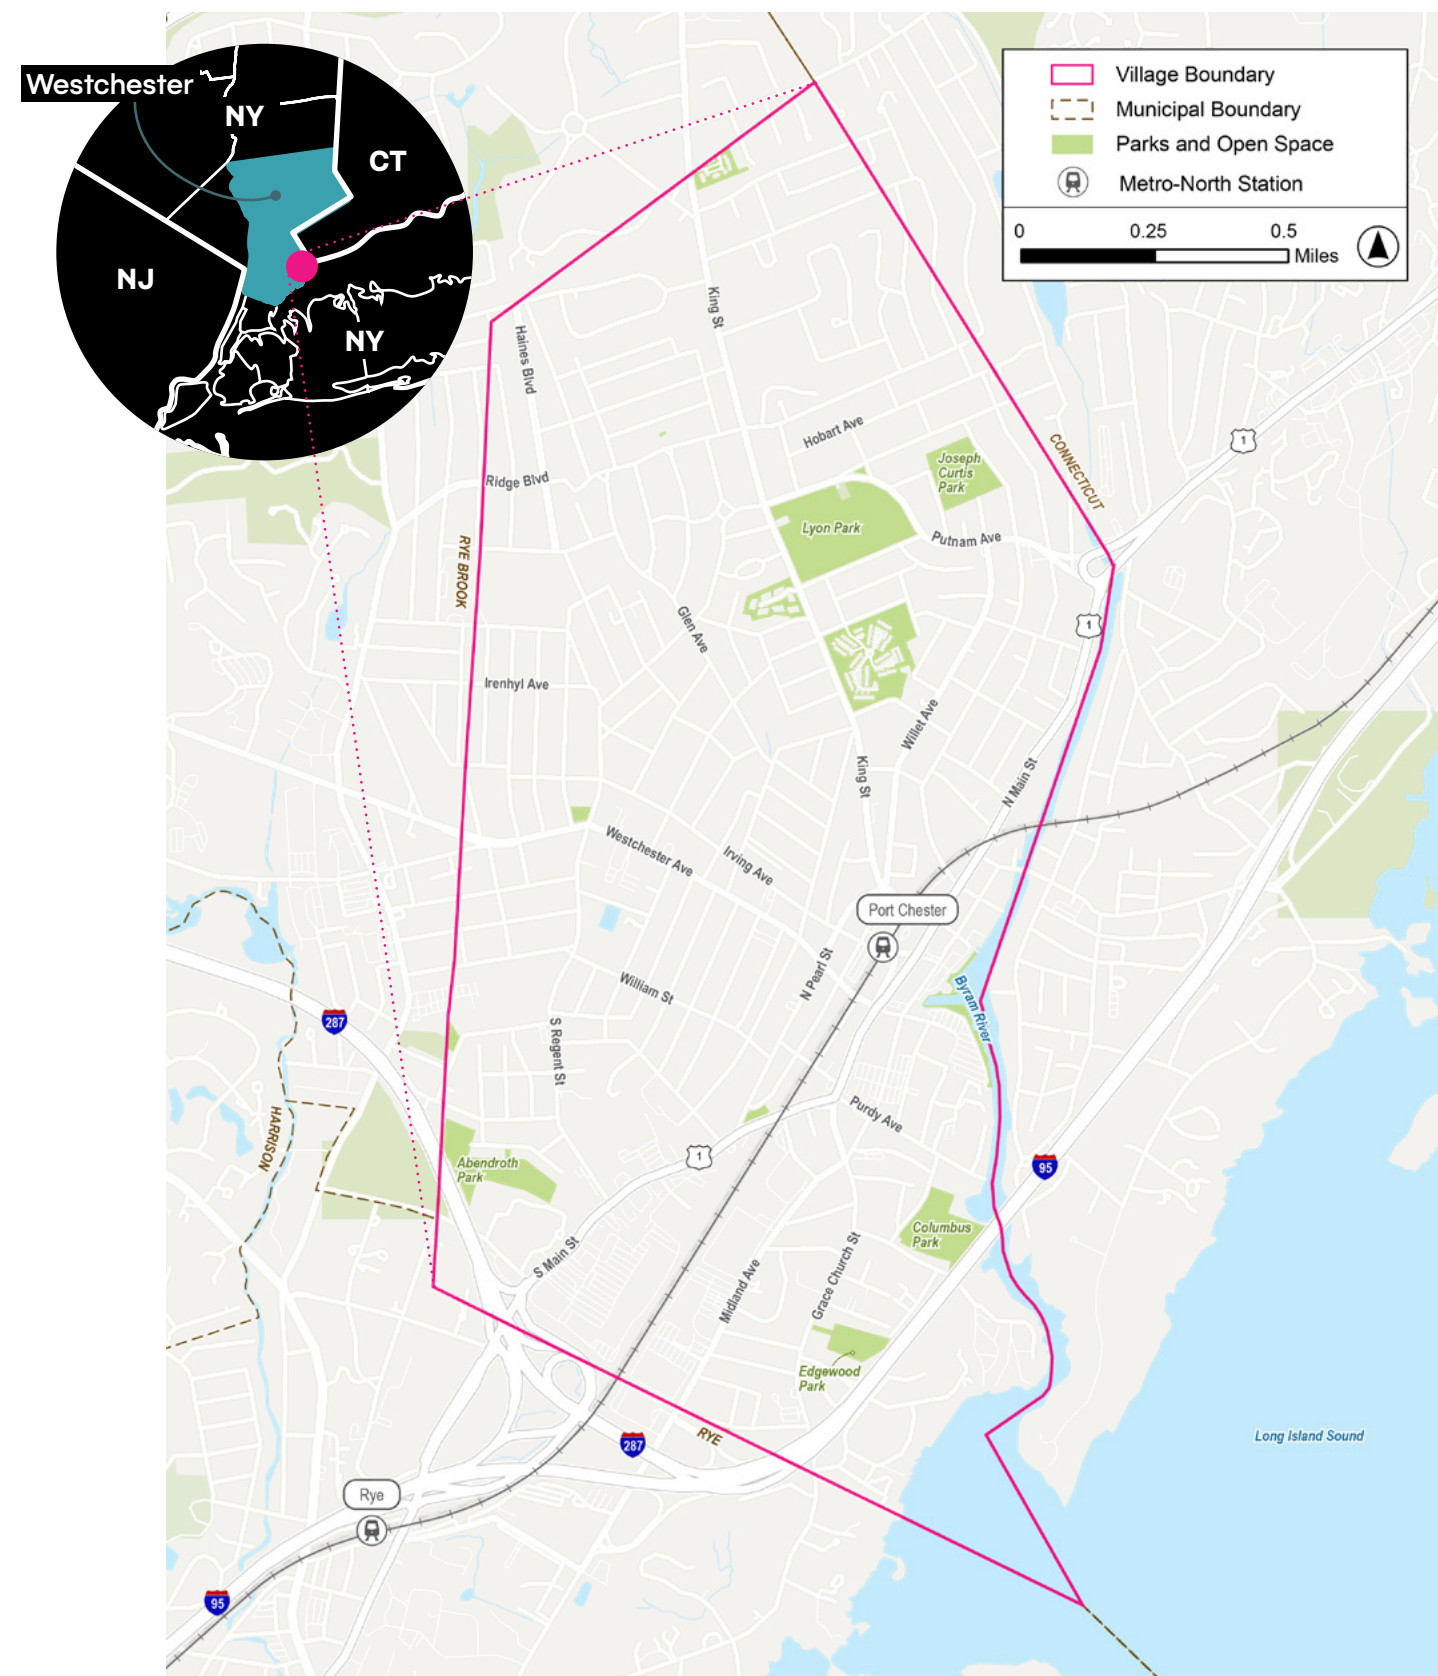 Westchester
NY
CT
NJ
NY
Village Boundary
Municipal Boundary
Parks and Open Space
Metro-North Station
0 0.25 0.5
Miles
King St
Haines Blvd
Hobart Ave
CONNECTICUT
1
Joseph
Curtis
Park
Ridge Blvd
Lyon Park
Putnam Ave
RYE BROOK
Glen Ave
1
Irenhyl Ave
Willet Ave
King St
N Main St
Westchester Ave
Irving Ave
Port Chester
N Pearl St
William St
Byram River
287
S Regent St
HARRISON
Purdy Ave
1
95
Abendroth
Park
Columbus
Park
S Main St
Midland Ave
Grace Church St
Edgewood
Park
RYE
287
Long Island Sound
Rye
95